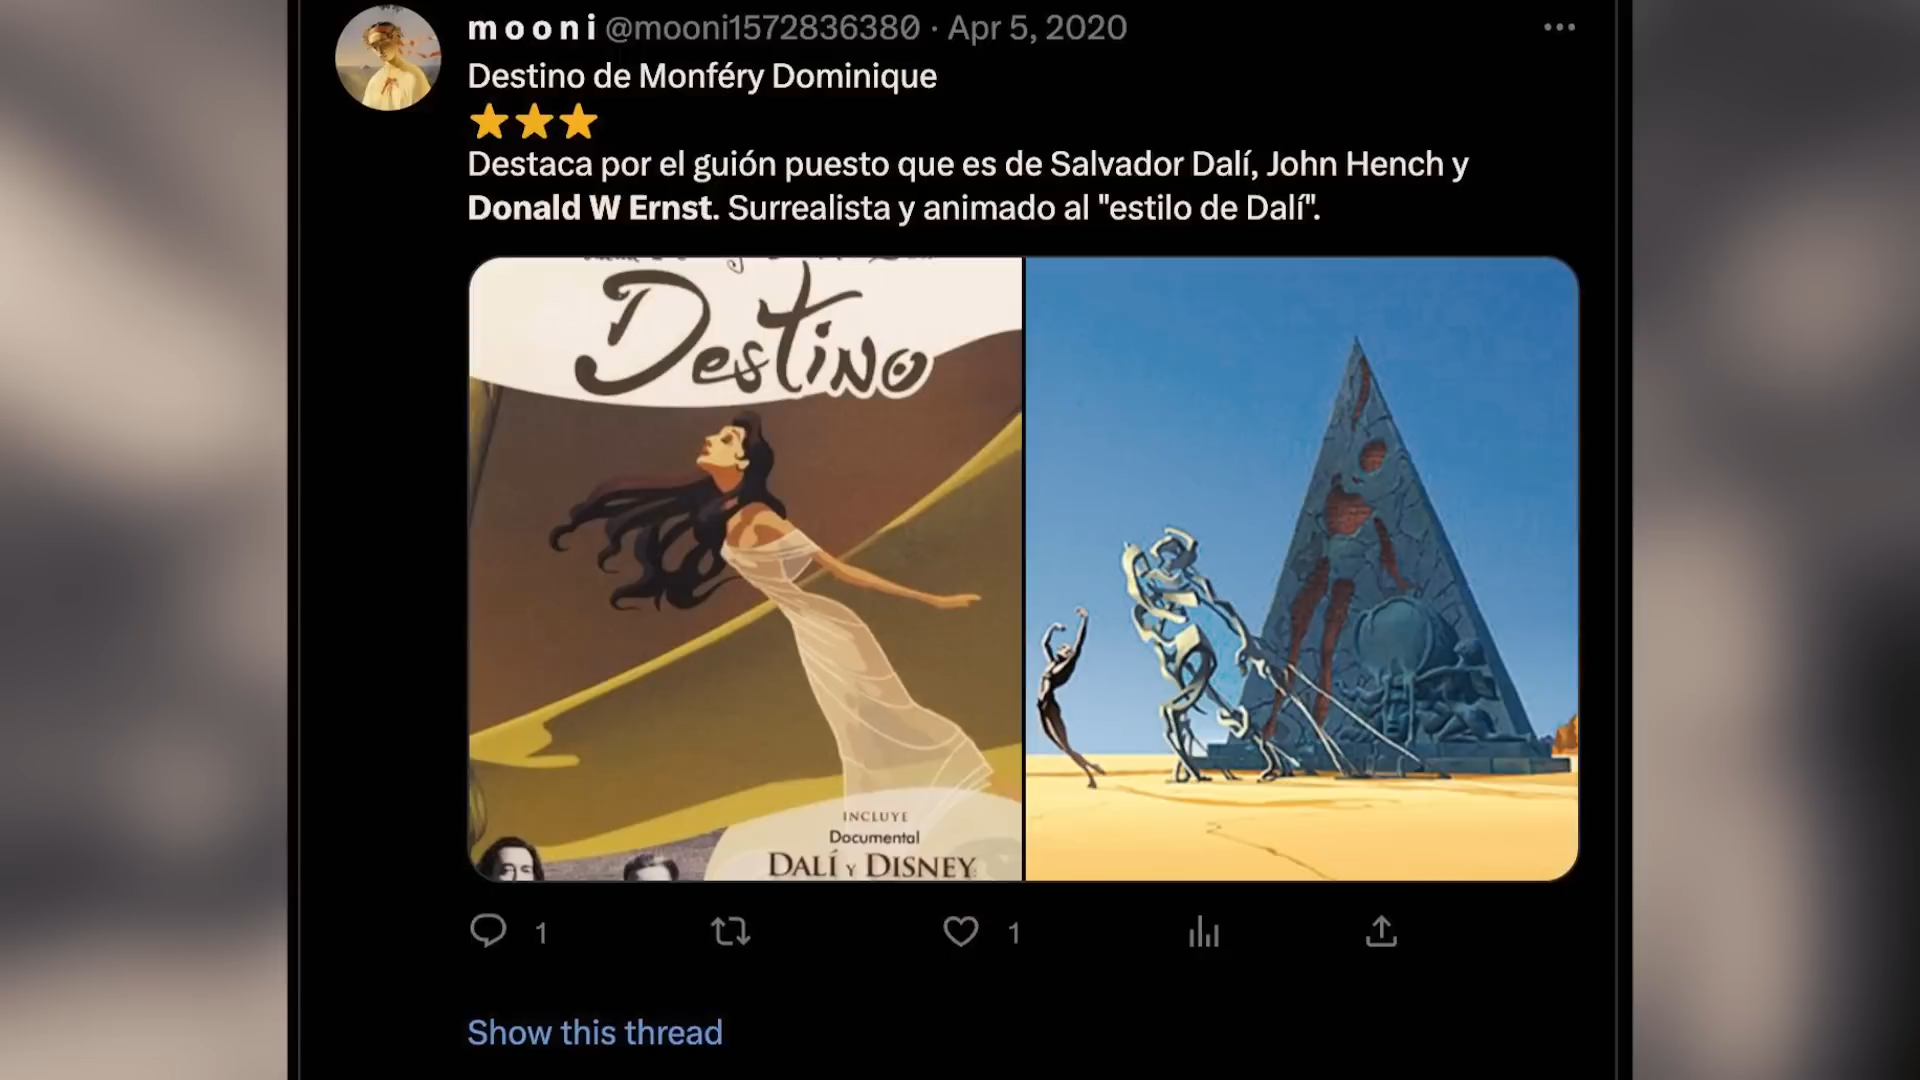 mooni @mooni1572836380 · Apr 5, 2020
Destino de Monféry Dominique
⭐⭐⭐
Destaca por el guión puesto que es de Salvador Dalí, John Hench y
Donald W Ernst. Surrealista y animado al "estilo de Dalí".
Destino
INCLUYE
Documental
DALÍ Y DISNEY
1
1
Show this thread